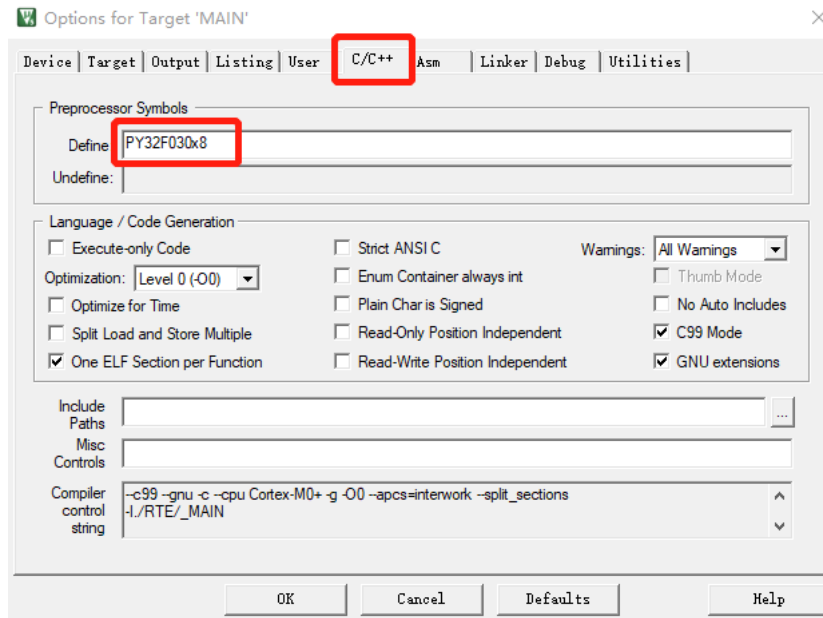 Options for Target 'MAIN'
Device Target Output Listing User C/C++ Asm Linker Debug Utilities
Preprocessor Symbols
Define PY32F030x8
Undefine:
Language / Code Generation
Execute-only Code Strict ANSI C Warnings: All Warnings
Optimization: Level 0 (-O0) Enum Container always int Thumb Mode
Optimize for Time Plain Char is Signed No Auto Includes
Split Load and Store Multiple Read-Only Position Independent C99 Mode
One ELF Section per Function Read-Write Position Independent GNU extensions
Include
Paths ...
Misc
Controls
Compiler
control
string
--c99 --gnu -c --cpu Cortex-M0+ -g -O0 --apcs=interwork --split_sections
-I./RTE/_MAIN
OK Cancel Defaults Help